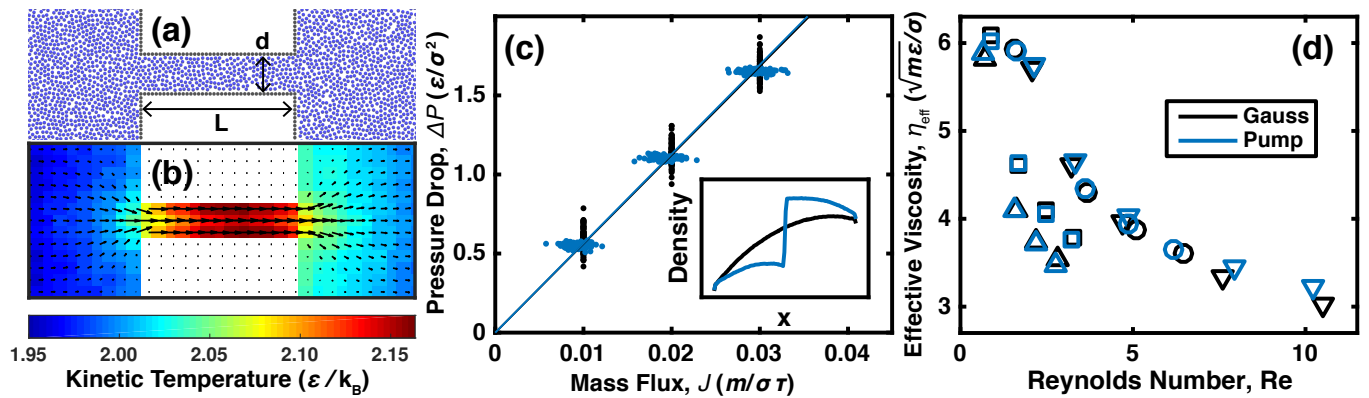 (a)
d
L
(b)
1.95 2.00 2.05 2.10 2.15
Kinetic Temperature (ε/k_B)
Pressure Drop, ΔP (ε/σ²)
(c)
1.5
1.0
0.5
0
0 0.01 0.02 0.03 0.04
Mass Flux, J (m/σ τ)
Density
x
Effective Viscosity, η_eff (√mε/σ)
(d)
6
5
4
3
Gauss
Pump
0 5 10
Reynolds Number, Re